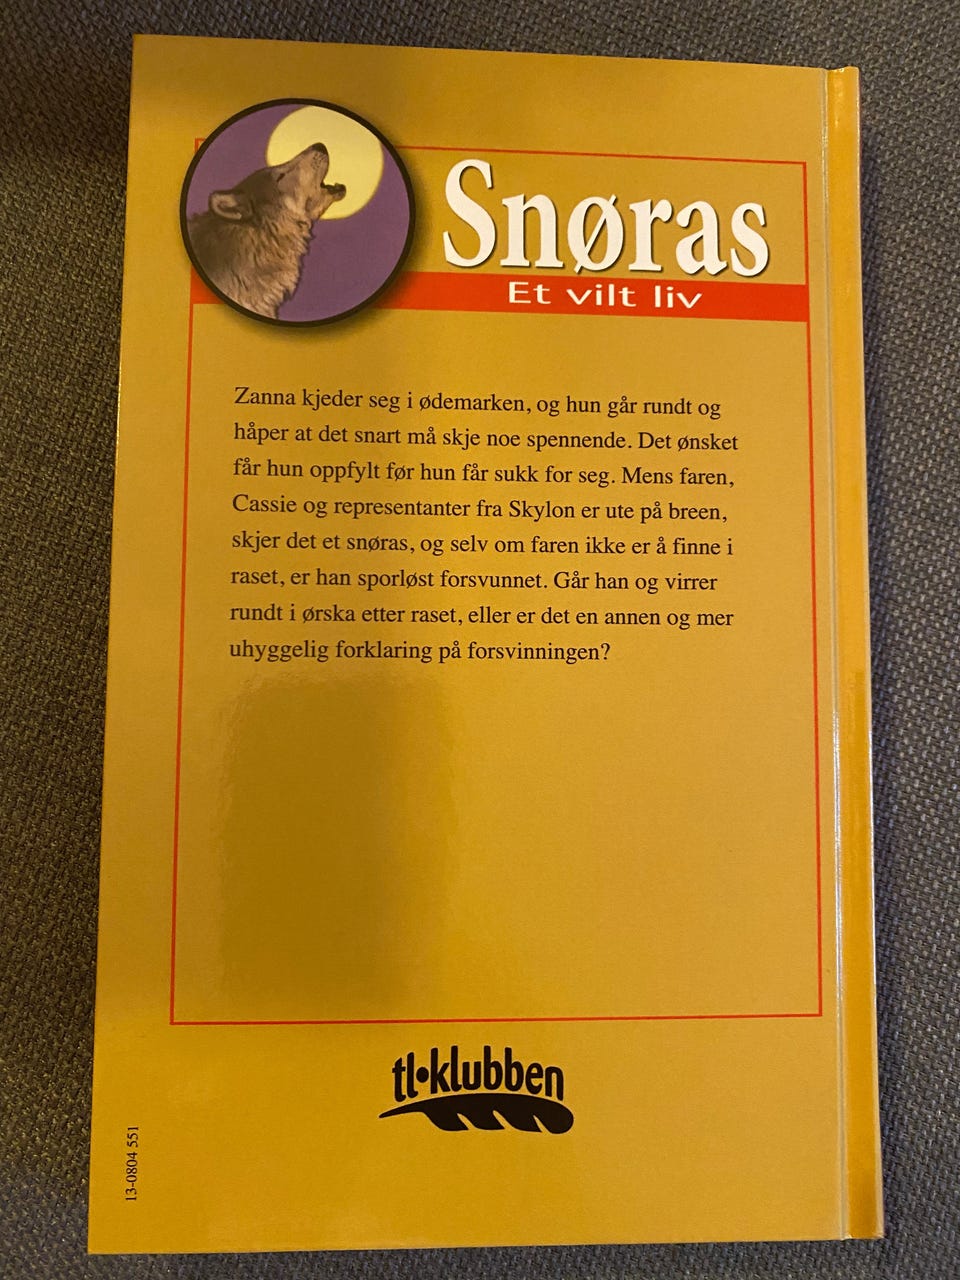 Snøras
Et vilt liv
Zanna kjeder seg i ødemarken, og hun går rundt og
håper at det snart må skje noe spennende. Det ønsket
får hun oppfylt før hun får sukk for seg. Mens faren,
Cassie og representanter fra Skylon er ute på breen,
skjer det et snøras, og selv om faren ikke er å finne i
raset, er han sporløst forsvunnet. Går han og virrer
rundt i ørska etter raset, eller er det en annen og mer
uhyggelig forklaring på forsvinningen?
tl•klubben
13-0804 551